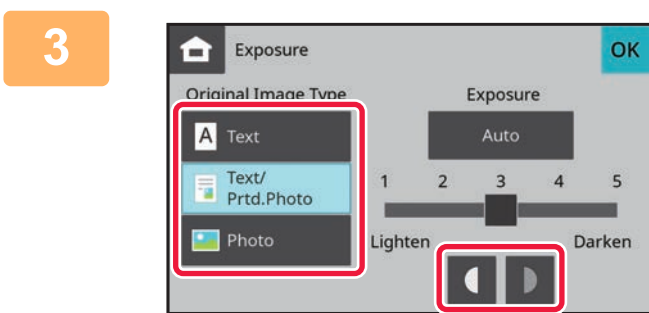 3
Exposure
OK
Original Image Type
Exposure
A Text
Auto
Text/
Prtd.Photo
1 2 3 4 5
Photo
Lighten
Darken